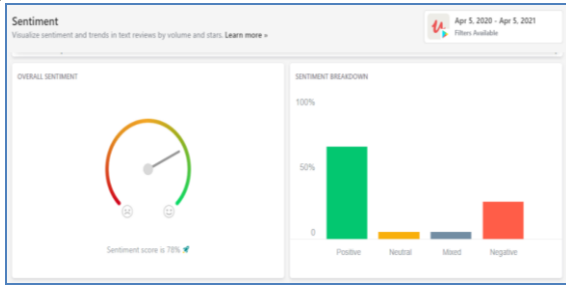 Sentiment
Visualize sentiment and trends in text reviews by volume and stars. Learn more »
Apr 5, 2020 - Apr 5, 2021
Filters Available
OVERALL SENTIMENT
Sentiment score is 78%
SENTIMENT BREAKDOWN
100%
50%
0
Positive Neutral Mixed Negative